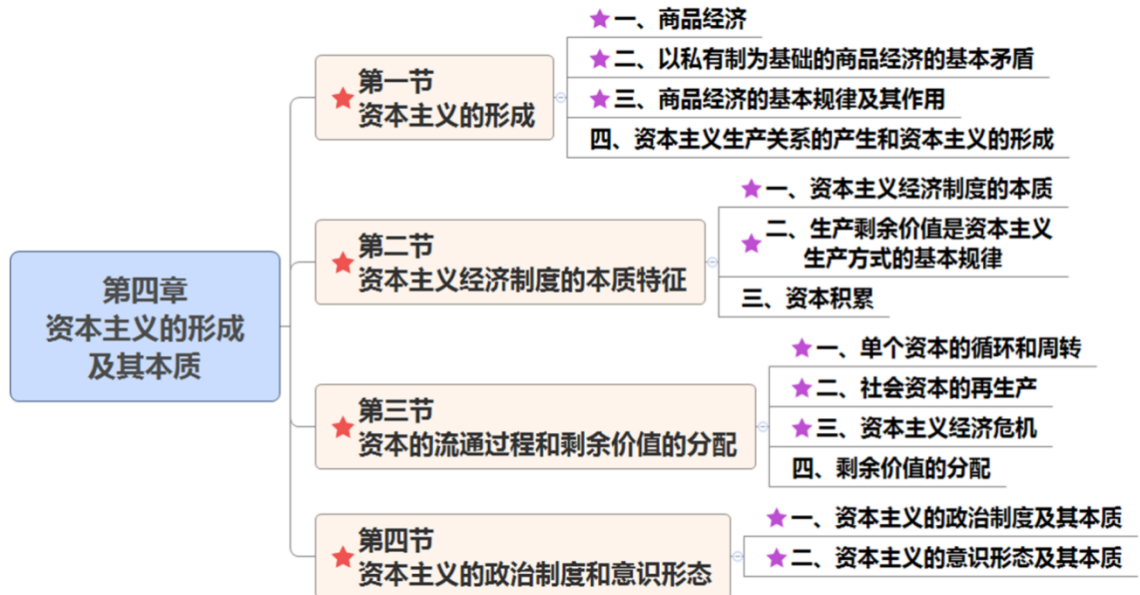 第四章
资本主义的形成
及其本质
第一节
资本主义的形成
一、商品经济
二、以私有制为基础的商品经济的基本矛盾
三、商品经济的基本规律及其作用
四、资本主义生产关系的产生和资本主义的形成
第二节
资本主义经济制度的本质特征
一、资本主义经济制度的本质
二、生产剩余价值是资本主义
生产方式的基本规律
三、资本积累
第三节
资本的流通过程和剩余价值的分配
一、单个资本的循环和周转
二、社会资本的再生产
三、资本主义经济危机
四、剩余价值的分配
第四节
资本主义的政治制度和意识形态
一、资本主义的政治制度及其本质
二、资本主义的意识形态及其本质